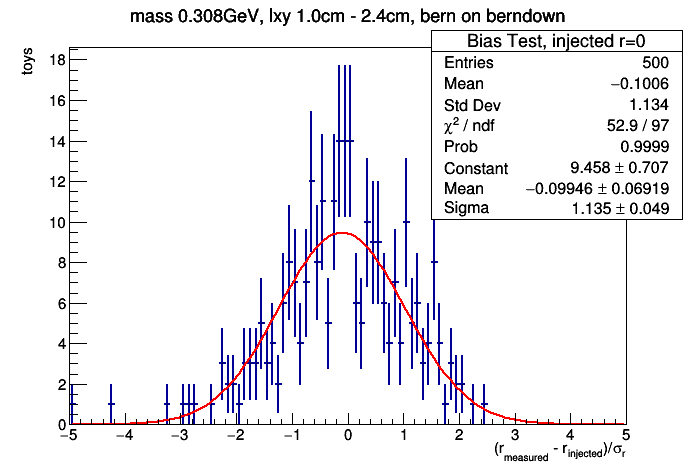 mass 0.308GeV, lxy 1.0cm - 2.4cm, bern on berndown
toys
Bias Test, injected r=0
Entries 500
Mean −0.1006
Std Dev 1.134
χ² / ndf 52.9 / 97
Prob 0.9999
Constant 9.458 ± 0.707
Mean −0.09946 ± 0.06919
Sigma 1.135 ± 0.049
18
16
14
12
10
8
6
4
2
0
−5 −4 −3 −2 −1 0 1 2 3 4 5
(r_measured - r_injected)/σ_r